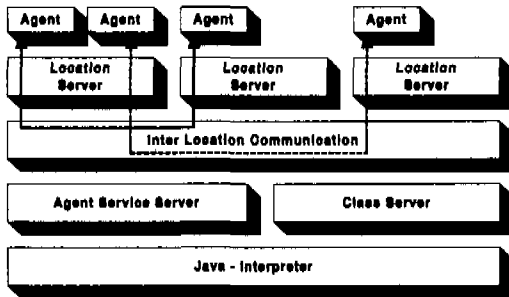 Agent Agent Agent Agent
Location Location Location
Server Server Server
Inter Location Communication
Agent Service Server Class Server
Java - Interpreter